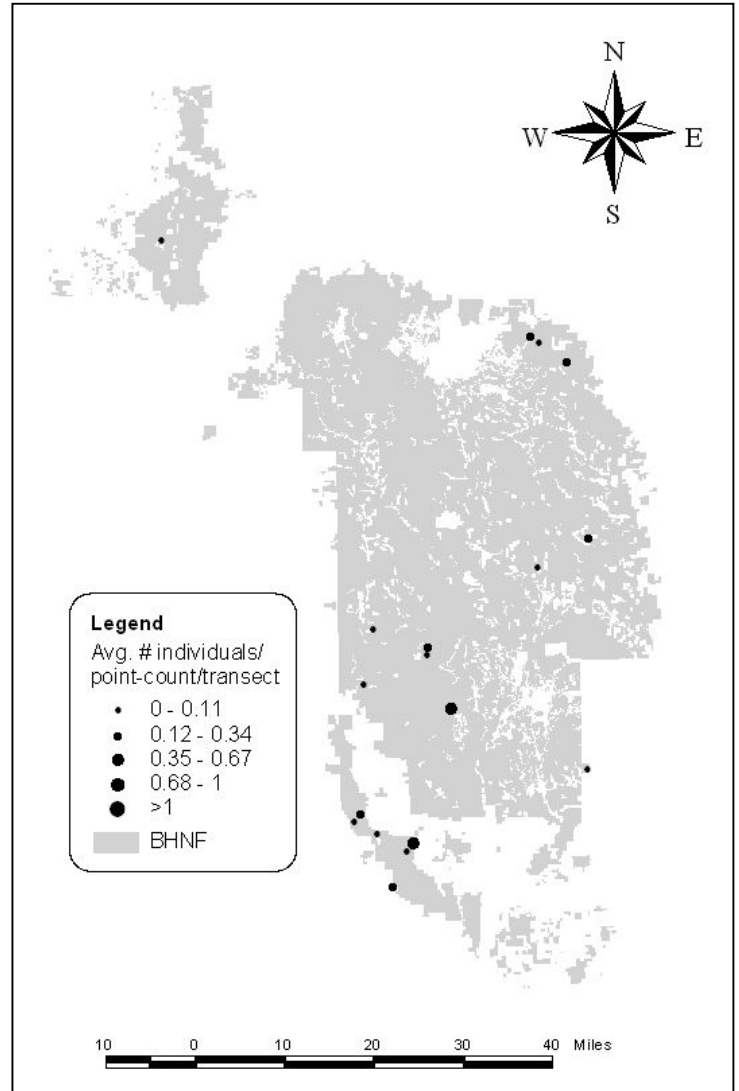 N
W E
S
Legend
Avg. # individuals/
point-count/transect
0 - 0.11
0.12 - 0.34
0.35 - 0.67
0.68 - 1
>1
BHNF
10 0 10 20 30 40 Miles